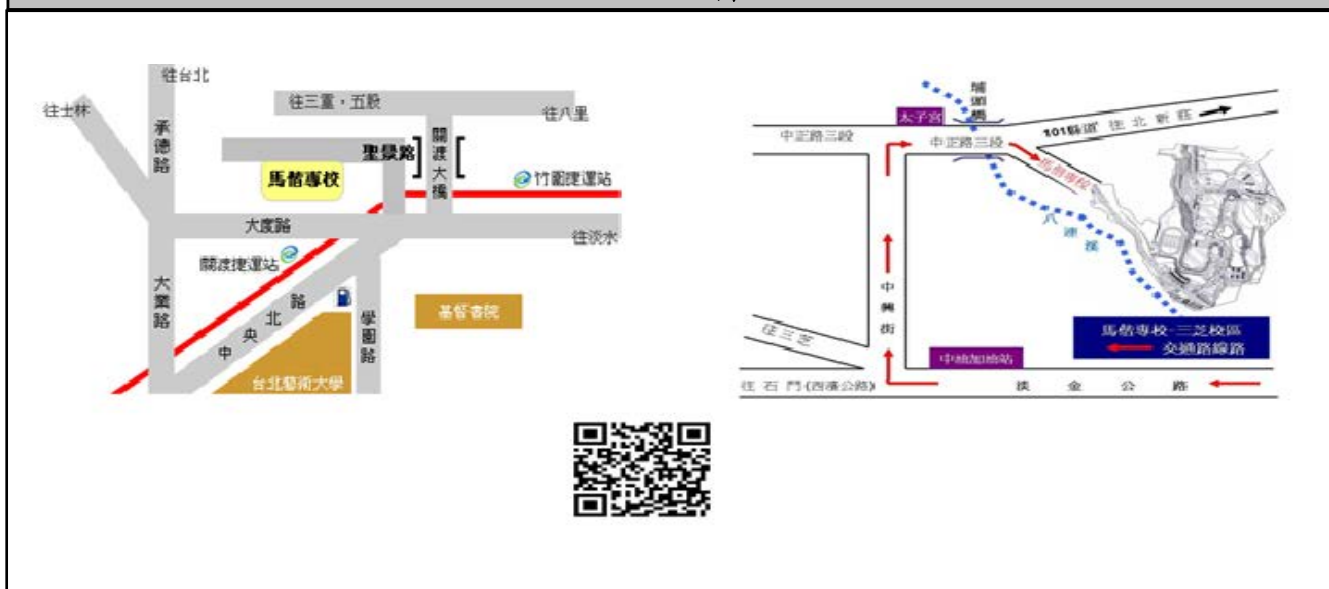 往台北
往士林
承德路
往三重，五股
往八里
關渡大橋
聖景路
馬偕專校
竹圍捷運站
大度路
往淡水
關渡捷運站
大業路
中央北路
學園路
基督書院
台北藝術大學
埔頭橋
太子宮
中正路三段
中正路三段
101縣道 往北新莊
馬偕專校
八連溪
中興街
往三芝
馬偕專校-三芝校區
交通路線路
中油加油站
往石門(西濱公路)
淡金公路